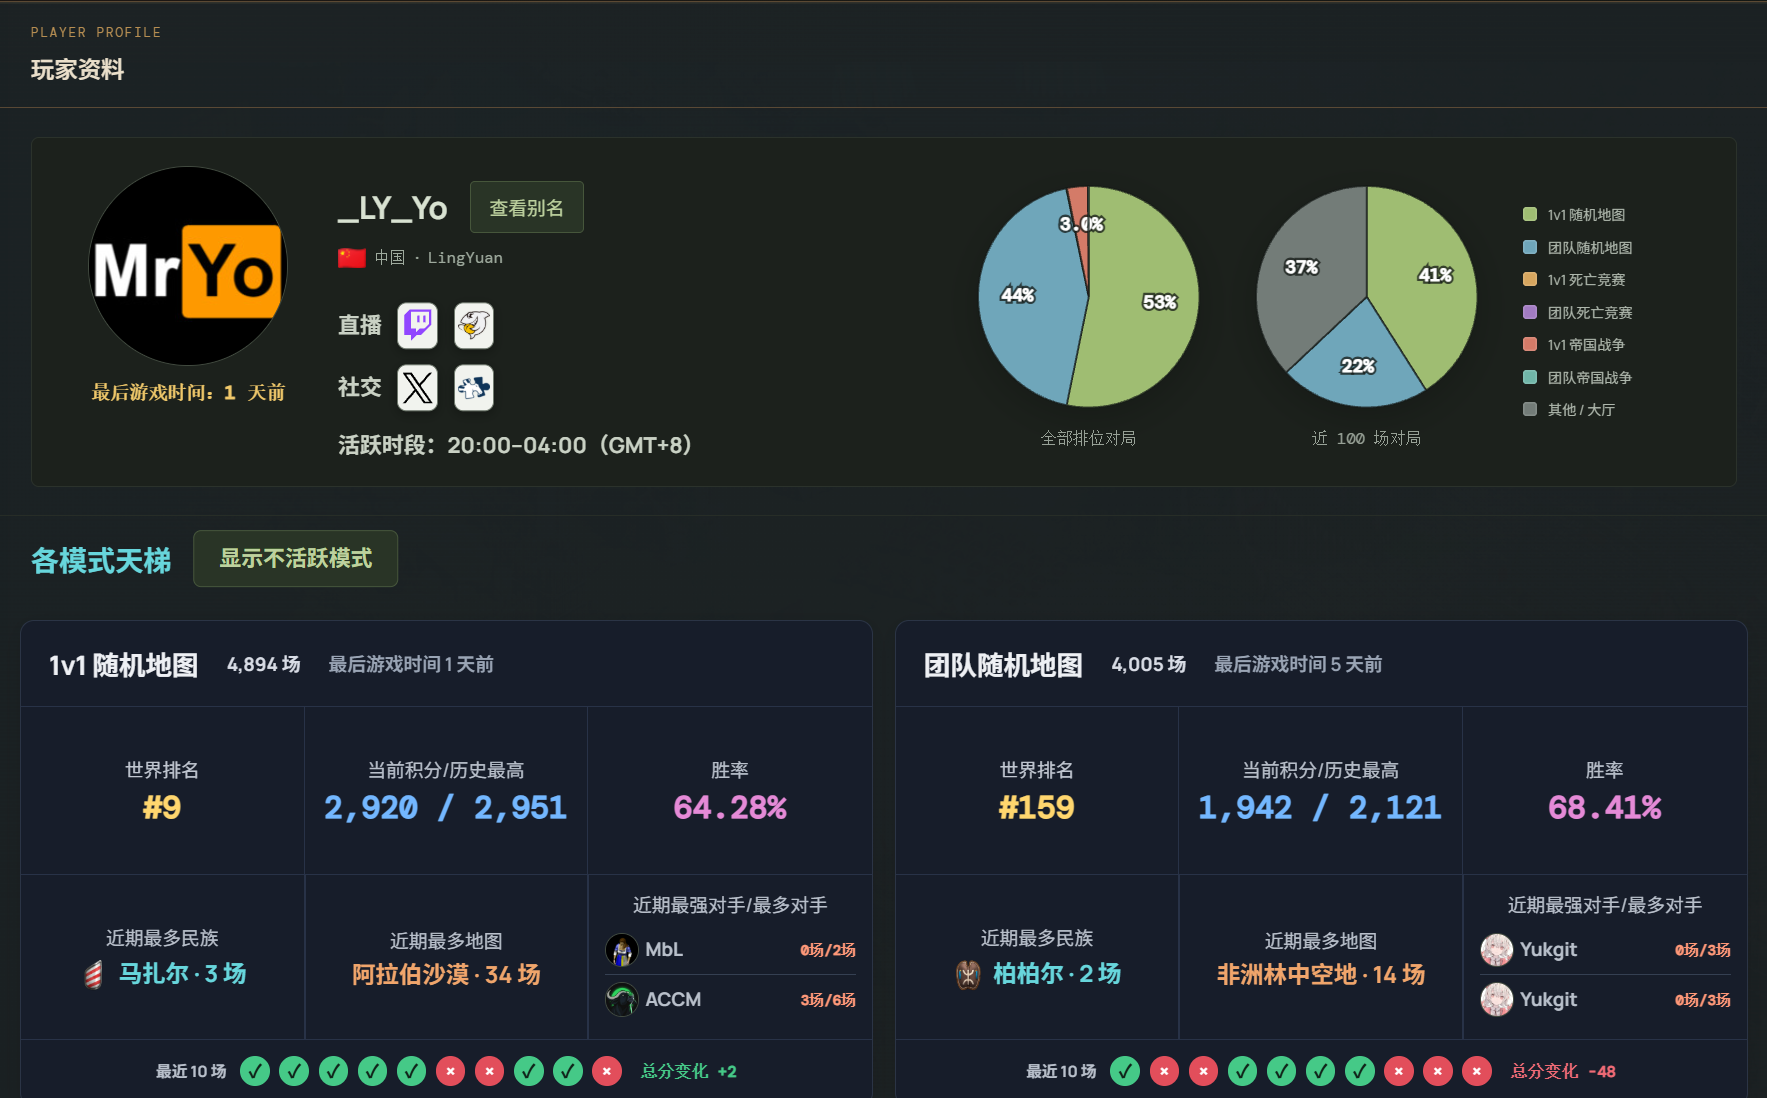 PLAYER PROFILE
玩家资料
MrYo
最后游戏时间：1 天前
_LY_Yo 查看别名
中国 · LingYuan
直播
社交
活跃时段：20:00-04:00（GMT+8）
3.0%
44%
53%
全部排位对局
37%
41%
22%
近 100 场对局
1v1 随机地图
团队随机地图
1v1 死亡竞赛
团队死亡竞赛
1v1 帝国战争
团队帝国战争
其他 / 大厅
各模式天梯 显示不活跃模式
1v1 随机地图 4,894 场 最后游戏时间 1 天前
世界排名
#9
当前积分/历史最高
2,920 / 2,951
胜率
64.28%
近期最多民族
马扎尔 · 3 场
近期最多地图
阿拉伯沙漠 · 34 场
近期最强对手/最多对手
MbL 0场/2场
ACCM 3场/6场
最近 10 场 总分变化 +2
团队随机地图 4,005 场 最后游戏时间 5 天前
世界排名
#159
当前积分/历史最高
1,942 / 2,121
胜率
68.41%
近期最多民族
柏柏尔 · 2 场
近期最多地图
非洲林中空地 · 14 场
近期最强对手/最多对手
Yukgit 0场/3场
Yukgit 0场/3场
最近 10 场 总分变化 -48